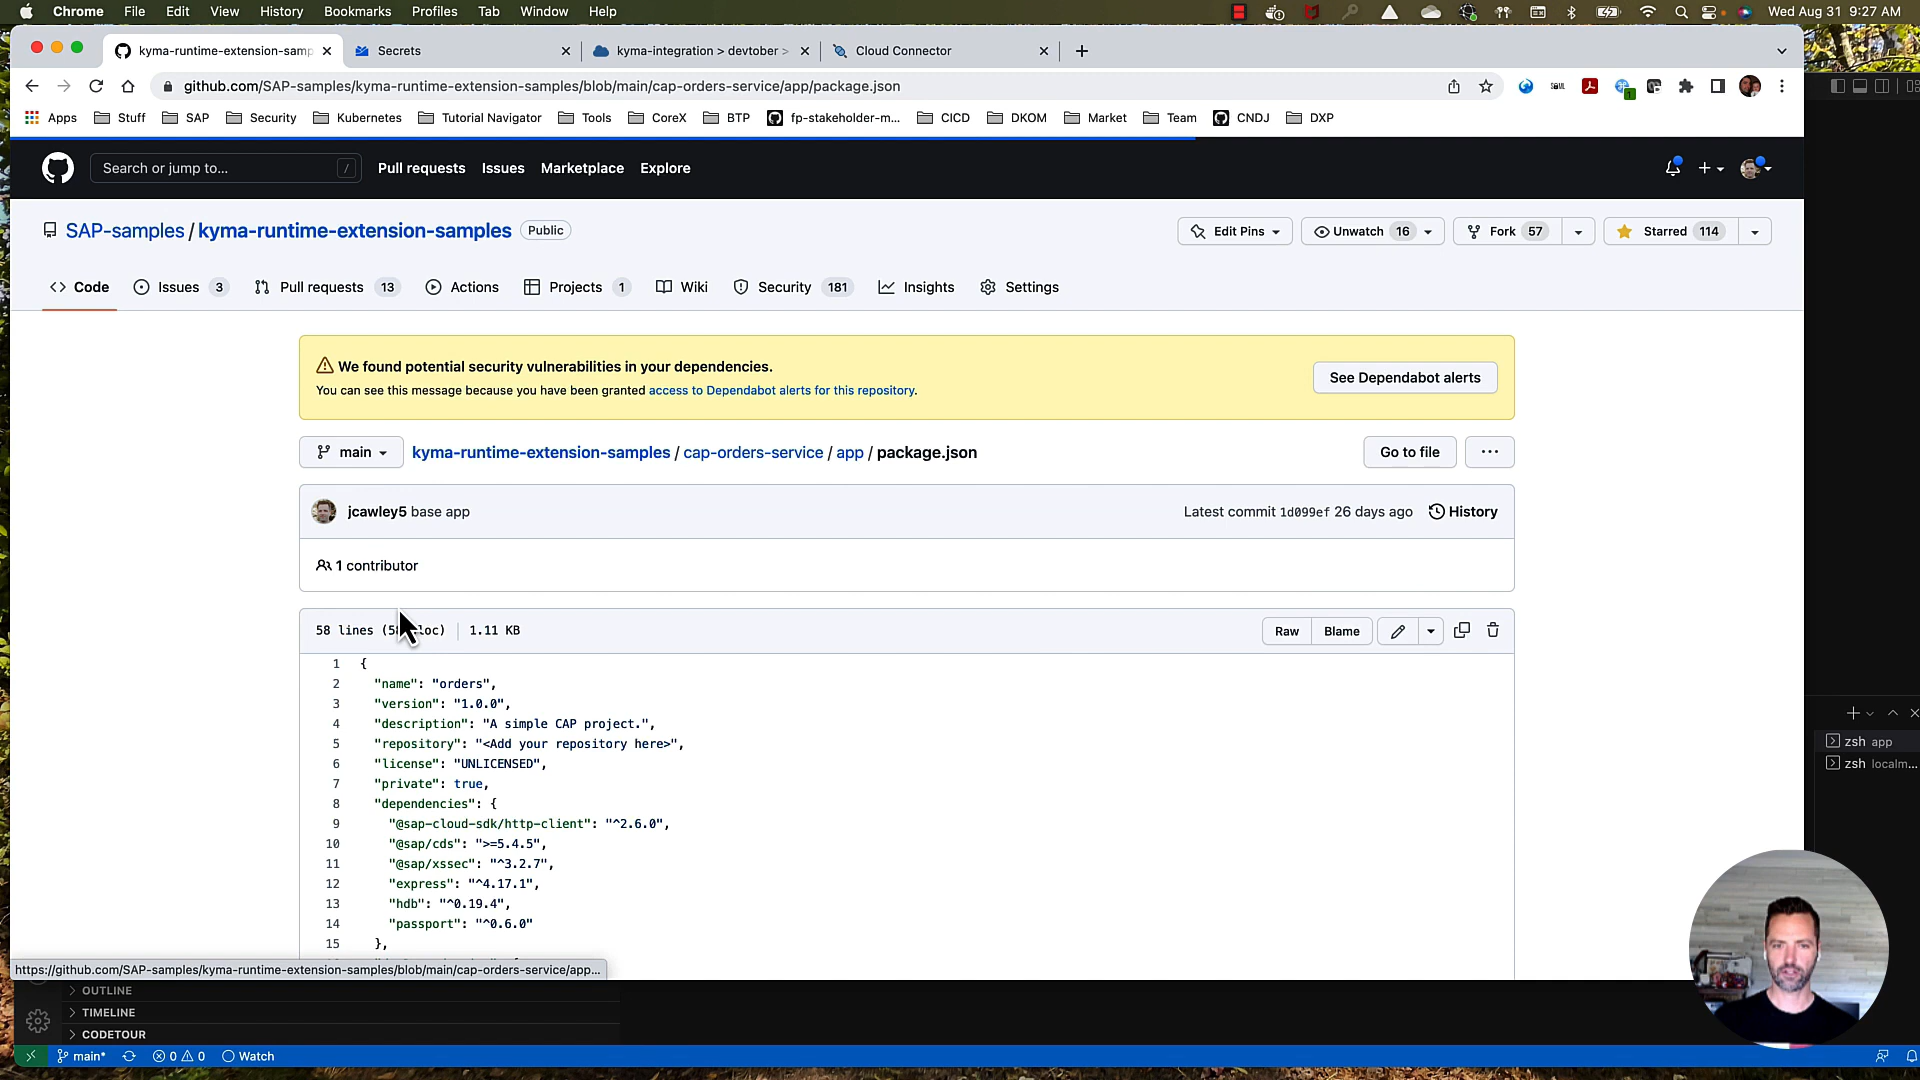 Chrome File Edit View History Bookmarks Profiles Tab Window Help Wed Aug 31 9:27 AM
kyma-runtime-extension-samp Secrets kyma-integration > devtober > Cloud Connector
github.com/SAP-samples/kyma-runtime-extension-samples/blob/main/cap-orders-service/app/package.json
Apps Stuff SAP Security Kubernetes Tutorial Navigator Tools CoreX BTP fp-stakeholder-m... CICD DKOM Market Team CNDJ DXP
Search or jump to... / Pull requests Issues Marketplace Explore
SAP-samples / kyma-runtime-extension-samples Public Edit Pins Unwatch 16 Fork 57 Starred 114
<> Code Issues 3 Pull requests 13 Actions Projects 1 Wiki Security 181 Insights Settings
We found potential security vulnerabilities in your dependencies.
You can see this message because you have been granted access to Dependabot alerts for this repository.
See Dependabot alerts
main kyma-runtime-extension-samples / cap-orders-service / app / package.json Go to file ...
jcawley5 base app Latest commit 1d099ef 26 days ago History
1 contributor
58 lines 1.11 KB Raw Blame
1 {
2 "name": "orders",
3 "version": "1.0.0",
4 "description": "A simple CAP project.",
5 "repository": "<Add your repository here>",
6 "license": "UNLICENSED",
7 "private": true,
8 "dependencies": {
9 "@sap-cloud-sdk/http-client": "^2.6.0",
10 "@sap/cds": ">=5.4.5",
11 "@sap/xssec": "^3.2.7",
12 "express": "^4.17.1",
13 "hdb": "^0.19.4",
14 "passport": "^0.6.0"
15 },
https://github.com/SAP-samples/kyma-runtime-extension-samples/blob/main/cap-orders-service/app...
zsh app
zsh localm...
OUTLINE
TIMELINE
CODETOUR
main* 0 0 Watch